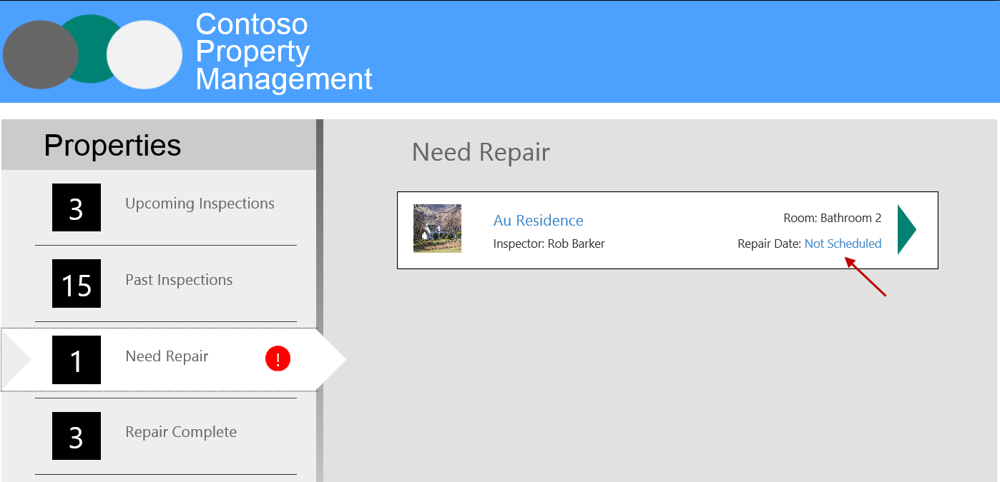 Contoso
Property
Management
Properties
3 Upcoming Inspections
15 Past Inspections
1 Need Repair !
3 Repair Complete
Need Repair
Au Residence
Inspector: Rob Barker
Room: Bathroom 2
Repair Date: Not Scheduled